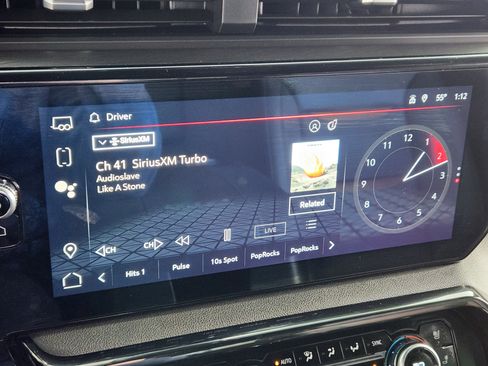 Driver
55° 1:12
SiriusXM
Ch 41 SiriusXM Turbo
Audioslave
Like A Stone
Related
12
1
2
3
4
5
6
7
8
9
10
11
CH
CH
LIVE
Hits 1
Pulse
10s Spot
PopRocks
PopRocks
AUTO
SYNC